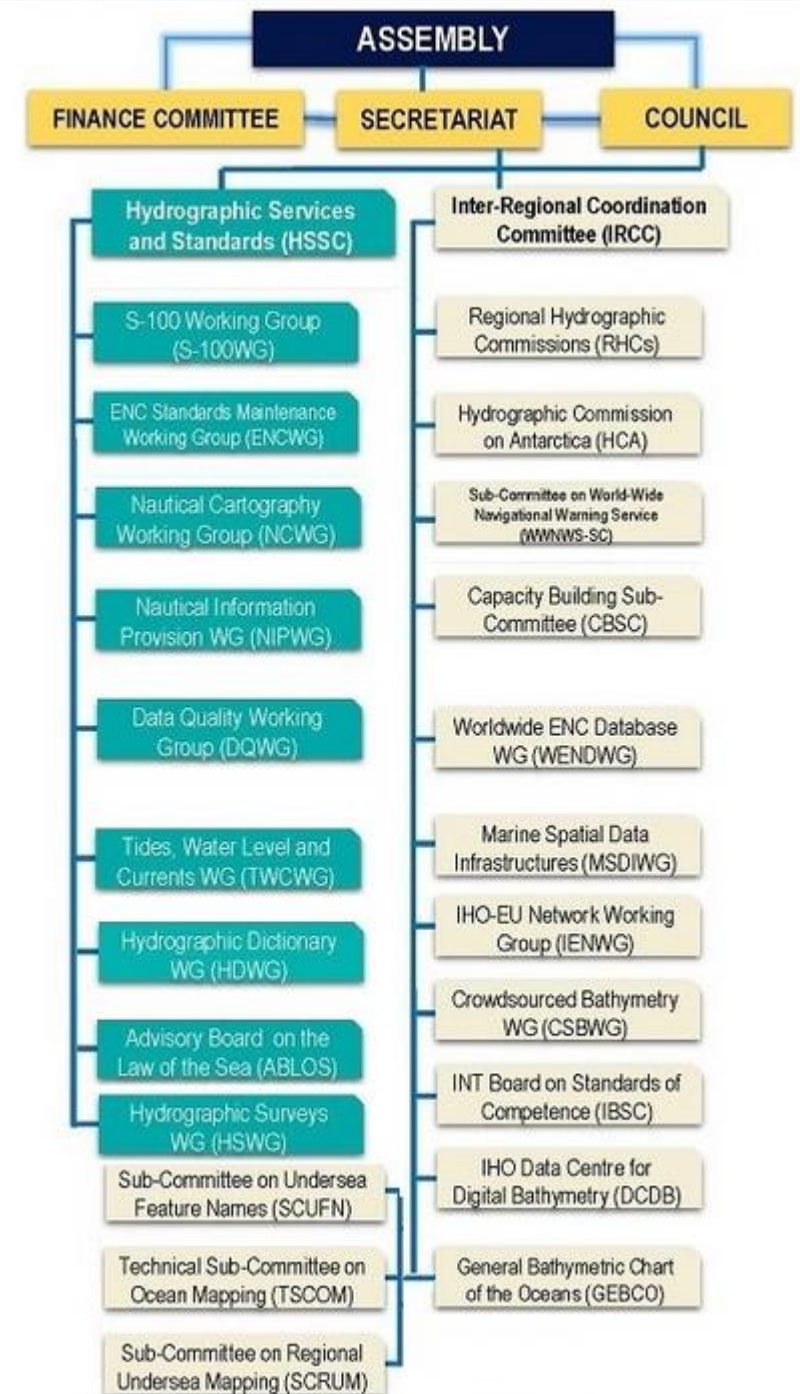 ASSEMBLY
FINANCE COMMITTEE
SECRETARIAT
COUNCIL
Hydrographic Services
and Standards (HSSC)
S-100 Working Group
(S-100WG)
ENC Standards Maintenance
Working Group (ENCWG)
Nautical Cartography
Working Group (NCWG)
Nautical Information
Provision WG (NIPWG)
Data Quality Working
Group (DQWG)
Tides, Water Level and
Currents WG (TWCWG)
Hydrographic Dictionary
WG (HDWG)
Advisory Board on the
Law of the Sea (ABLOS)
Hydrographic Surveys
WG (HSWG)
Inter-Regional Coordination
Committee (IRCC)
Regional Hydrographic
Commissions (RHCs)
Hydrographic Commission
on Antarctica (HCA)
Sub-Committee on World-Wide
Navigational Warning Service
(WWNWS-SC)
Capacity Building Sub-
Committee (CBSC)
Worldwide ENC Database
WG (WENDWG)
Marine Spatial Data
Infrastructures (MSDIWG)
IHO-EU Network Working
Group (IENWG)
Crowdsourced Bathymetry
WG (CSBWG)
INT Board on Standards of
Competence (IBSC)
IHO Data Centre for
Digital Bathymetry (DCDB)
General Bathymetric Chart
of the Oceans (GEBCO)
Sub-Committee on Undersea
Feature Names (SCUFN)
Technical Sub-Committee on
Ocean Mapping (TSCOM)
Sub-Committee on Regional
Undersea Mapping (SCRUM)